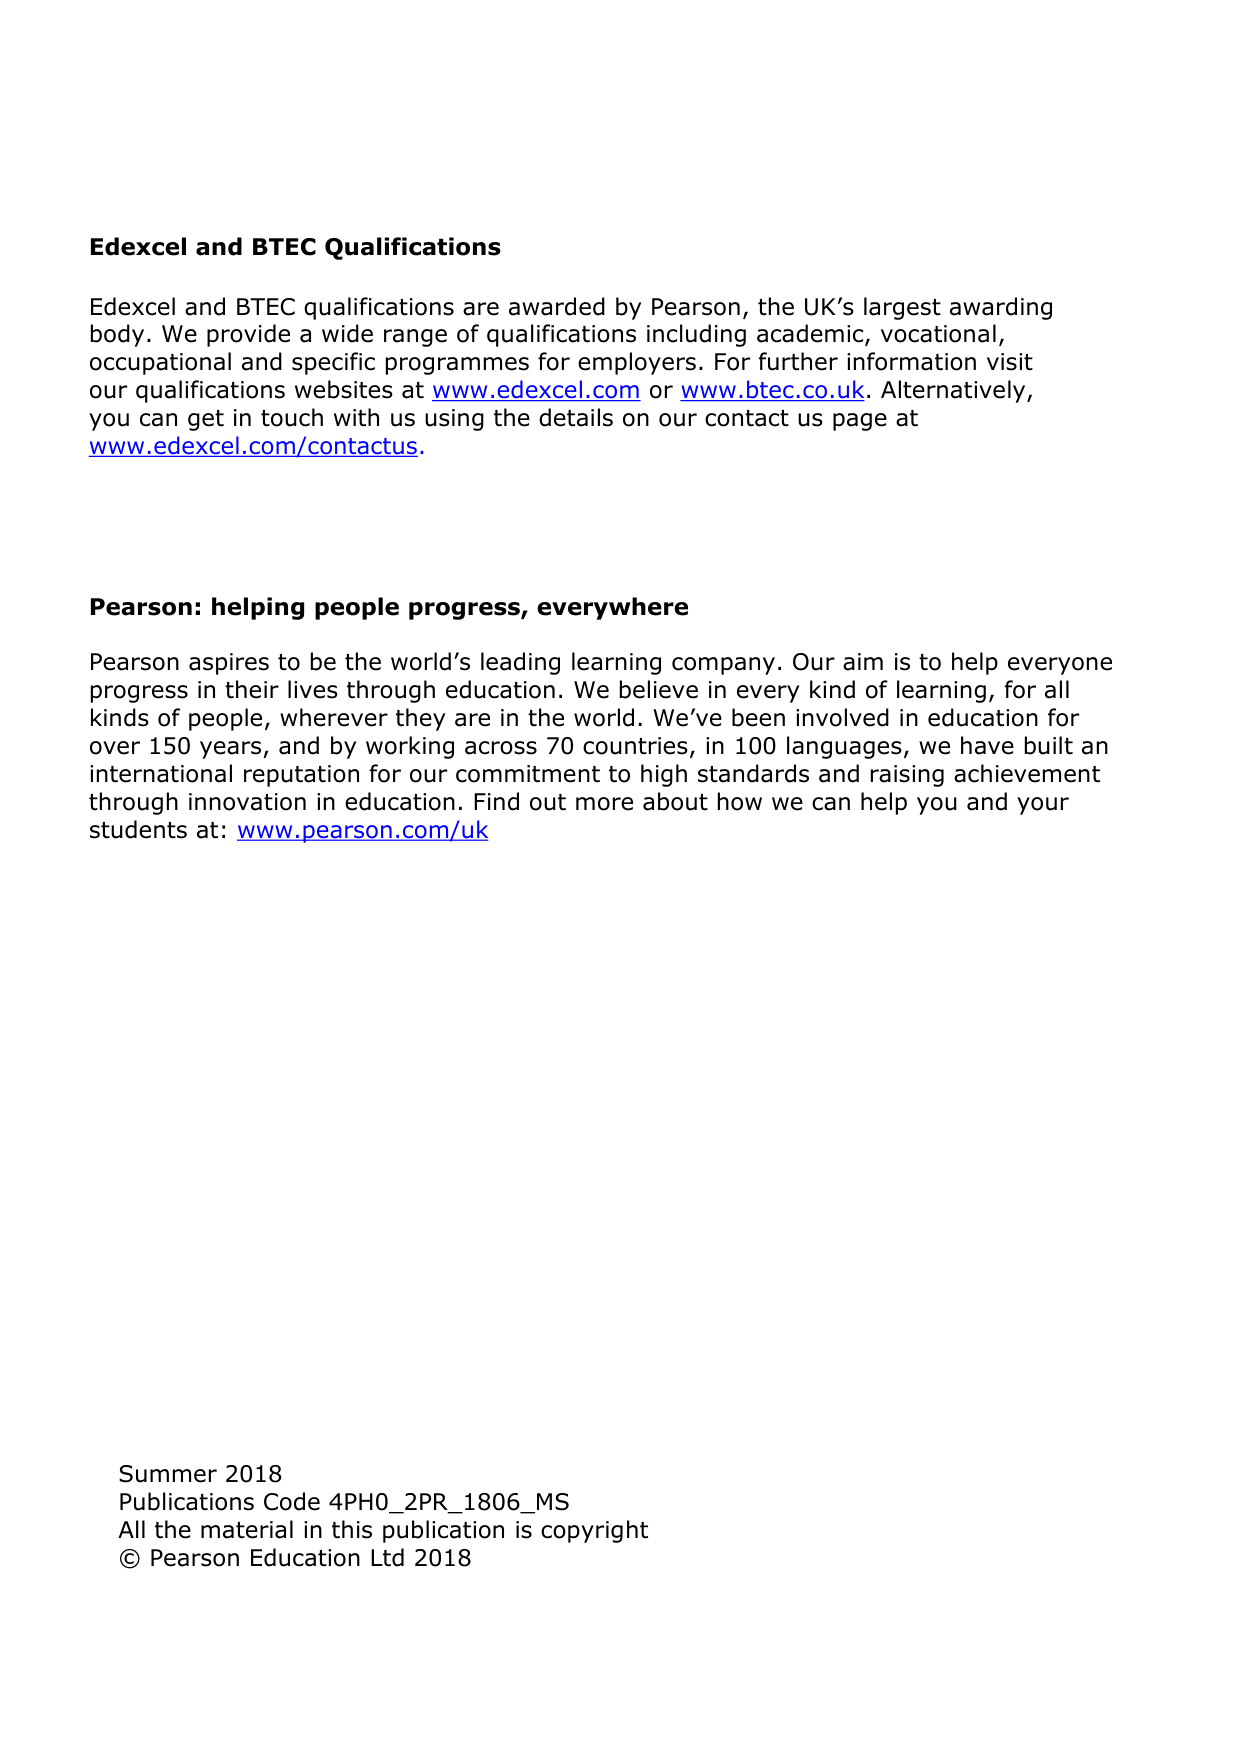 Edexcel and BTEC Qualifications
Edexcel and BTEC qualifications are awarded by Pearson, the UK’s largest awarding
body. We provide a wide range of qualifications including academic, vocational,
occupational and specific programmes for employers. For further information visit
our qualifications websites at www.edexcel.com or www.btec.co.uk. Alternatively,
you can get in touch with us using the details on our contact us page at
www.edexcel.com/contactus.
Pearson: helping people progress, everywhere
Pearson aspires to be the world’s leading learning company. Our aim is to help everyone
progress in their lives through education. We believe in every kind of learning, for all
kinds of people, wherever they are in the world. We’ve been involved in education for
over 150 years, and by working across 70 countries, in 100 languages, we have built an
international reputation for our commitment to high standards and raising achievement
through innovation in education. Find out more about how we can help you and your
students at: www.pearson.com/uk
Summer 2018
Publications Code 4PH0_2PR_1806_MS
All the material in this publication is copyright
© Pearson Education Ltd 2018